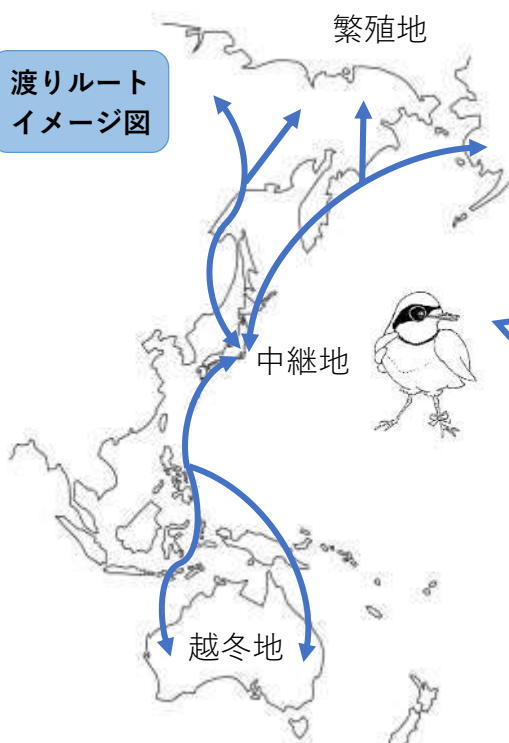 繁殖地
渡りルート
イメージ図
中継地
越冬地